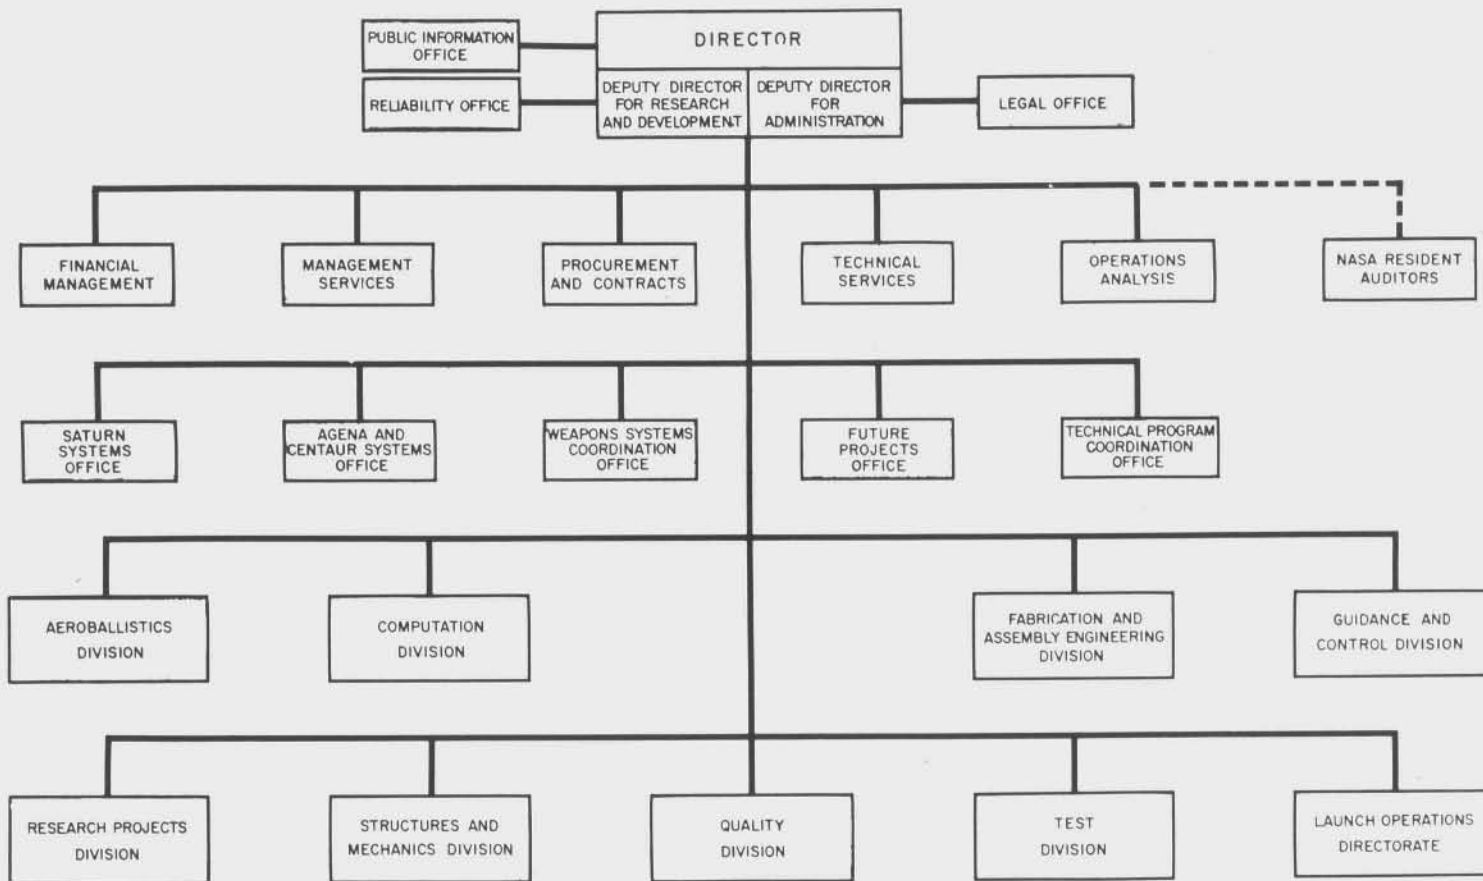 PUBLIC INFORMATION
OFFICE
DIRECTOR
RELIABILITY OFFICE
DEPUTY DIRECTOR
FOR RESEARCH
AND DEVELOPMENT
DEPUTY DIRECTOR
FOR
ADMINISTRATION
LEGAL OFFICE
FINANCIAL
MANAGEMENT
MANAGEMENT
SERVICES
PROCUREMENT
AND CONTRACTS
TECHNICAL
SERVICES
OPERATIONS
ANALYSIS
NASA RESIDENT
AUDITORS
SATURN
SYSTEMS
OFFICE
AGENA AND
CENTAUR SYSTEMS
OFFICE
WEAPONS SYSTEMS
COORDINATION
OFFICE
FUTURE
PROJECTS
OFFICE
TECHNICAL PROGRAM
COORDINATION
OFFICE
AEROBALLISTICS
DIVISION
COMPUTATION
DIVISION
FABRICATION AND
ASSEMBLY ENGINEERING
DIVISION
GUIDANCE AND
CONTROL DIVISION
RESEARCH PROJECTS
DIVISION
STRUCTURES AND
MECHANICS DIVISION
QUALITY
DIVISION
TEST
DIVISION
LAUNCH OPERATIONS
DIRECTORATE